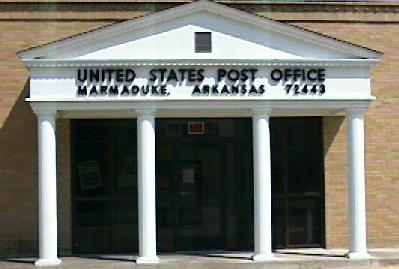 UNITED STATES POST OFFICE
MARMADUKE, ARKANSAS 72443